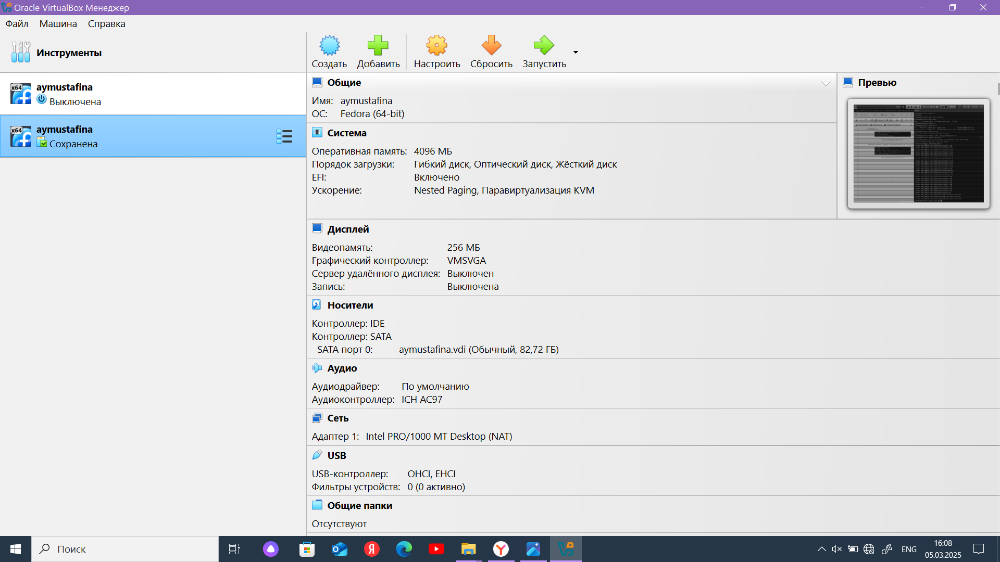 Oracle VirtualBox Менеджер
Файл Машина Справка
Инструменты
Создать Добавить Настроить Сбросить Запустить
x64 aymustafina
Выключена
x64 aymustafina
Сохранена
Общие
Имя: aymustafina
ОС: Fedora (64-bit)
Превью
Система
Оперативная память: 4096 МБ
Порядок загрузки: Гибкий диск, Оптический диск, Жёсткий диск
EFI: Включено
Ускорение: Nested Paging, Паравиртуализация KVM
Дисплей
Видеопамять: 256 МБ
Графический контроллер: VMSVGA
Сервер удалённого дисплея: Выключен
Запись: Выключена
Носители
Контроллер: IDE
Контроллер: SATA
SATA порт 0: aymustafina.vdi (Обычный, 82,72 ГБ)
Аудио
Аудиодрайвер: По умолчанию
Аудиоконтроллер: ICH AC97
Сеть
Адаптер 1: Intel PRO/1000 MT Desktop (NAT)
USB
USB-контроллер: OHCI, EHCI
Фильтры устройств: 0 (0 активно)
Общие папки
Отсутствуют
Поиск
ENG
16:08
05.03.2025